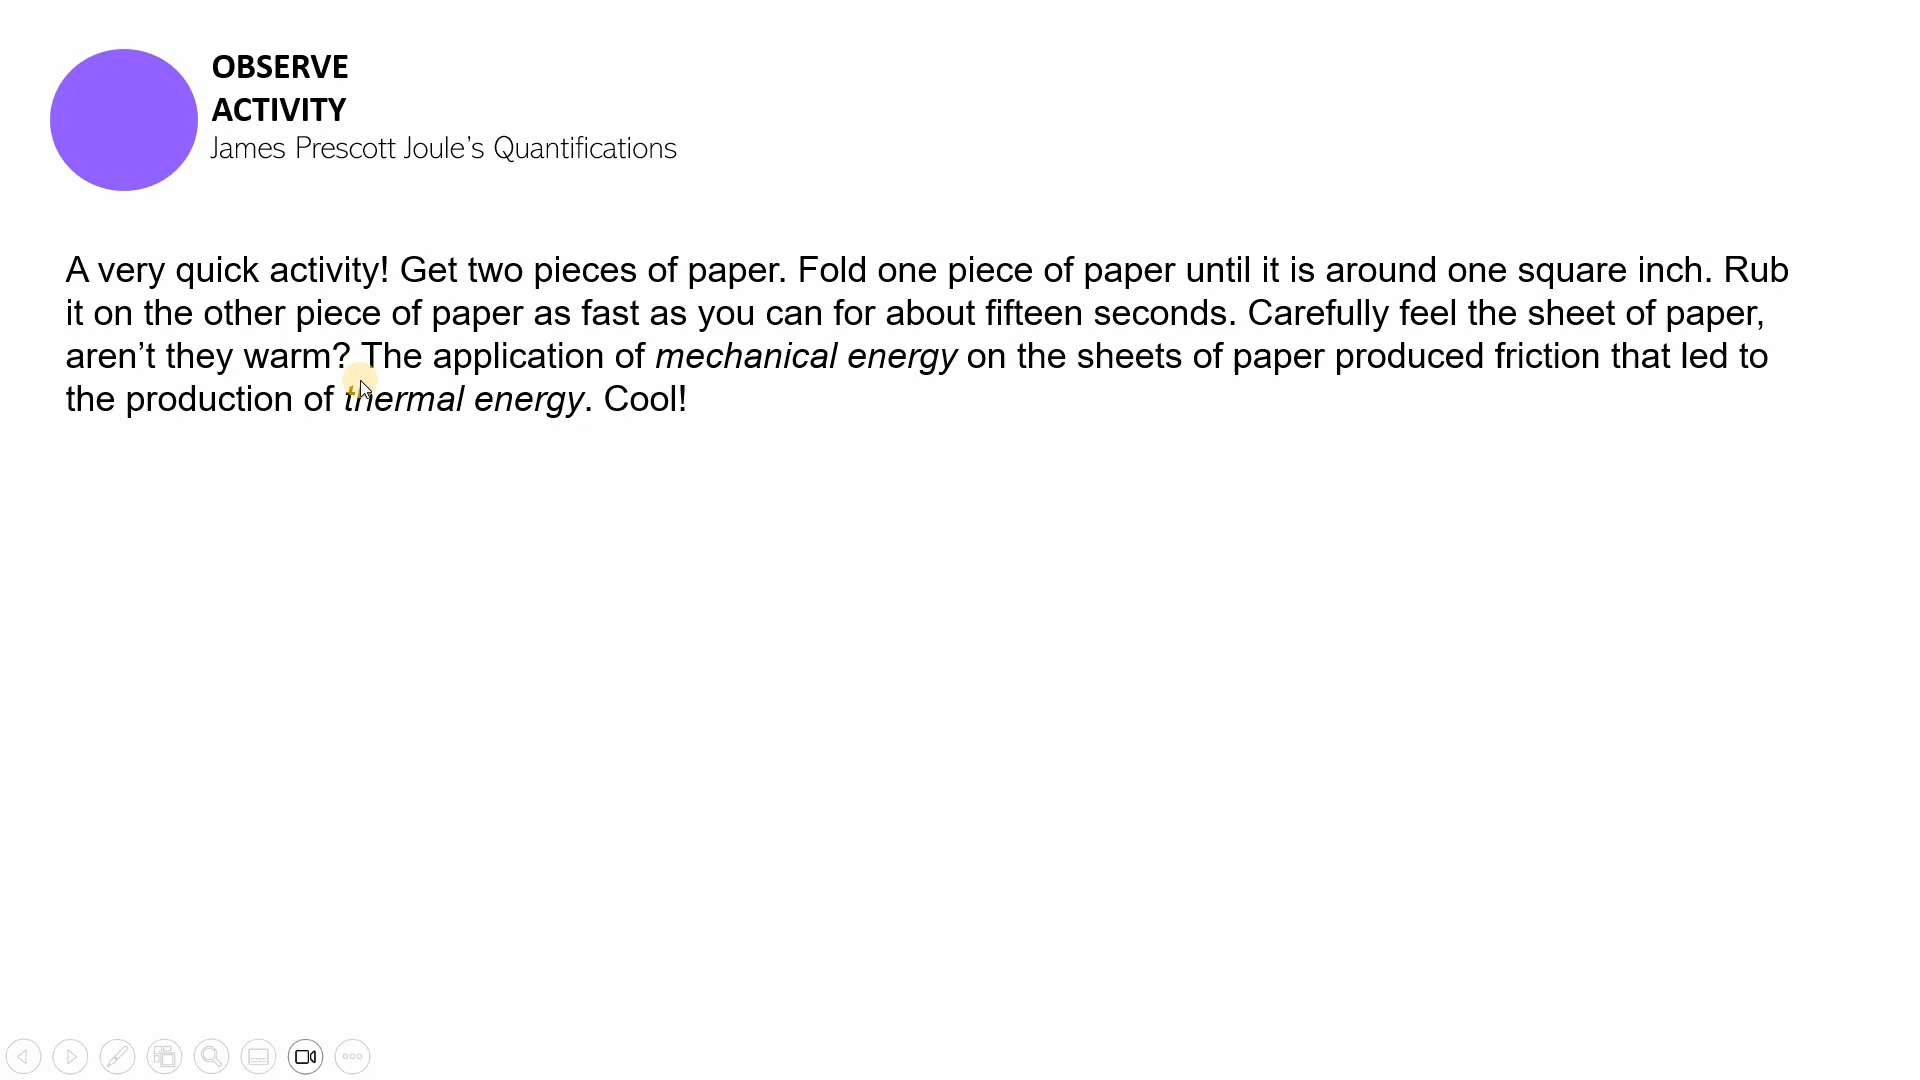 OBSERVE
ACTIVITY
James Prescott Joule’s Quantifications
A very quick activity! Get two pieces of paper. Fold one piece of paper until it is around one square inch. Rub
it on the other piece of paper as fast as you can for about fifteen seconds. Carefully feel the sheet of paper,
aren’t they warm? The application of mechanical energy on the sheets of paper produced friction that led to
the production of thermal energy. Cool!